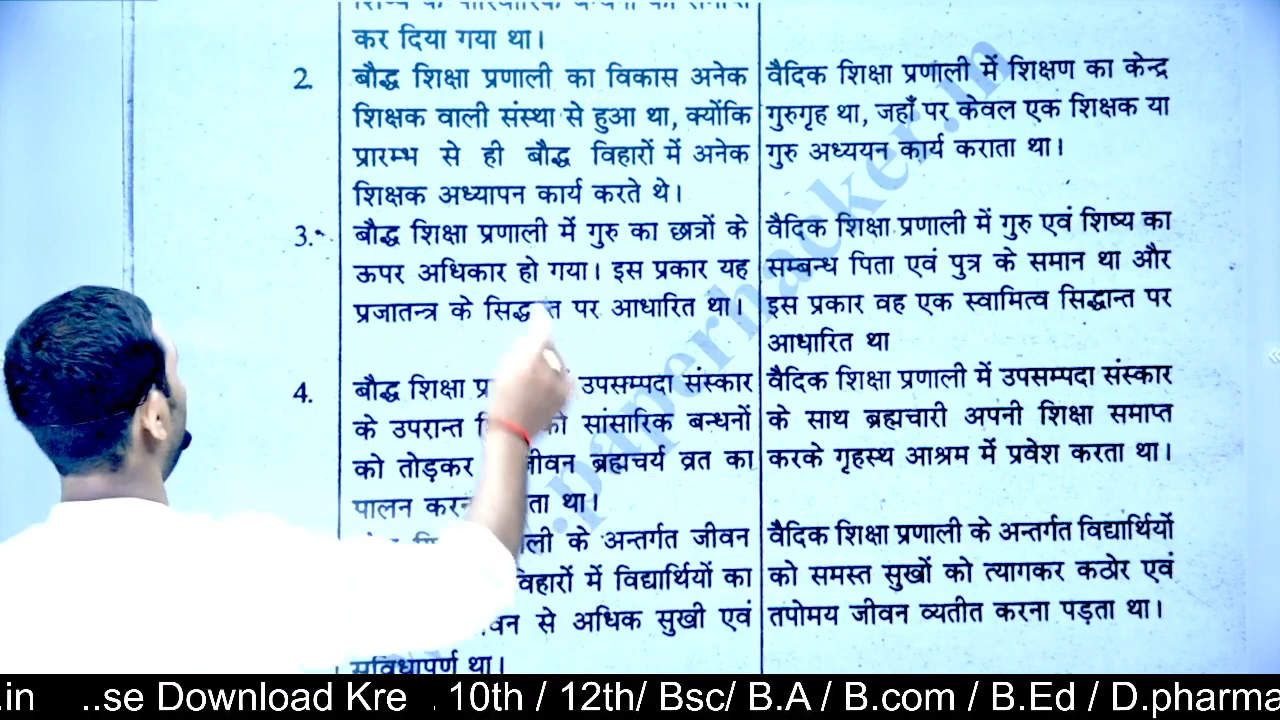 कर दिया गया था।
2.
बौद्ध शिक्षा प्रणाली का विकास अनेक
शिक्षक वाली संस्था से हुआ था, क्योंकि
प्रारम्भ से ही बौद्ध विहारों में अनेक
शिक्षक अध्यापन कार्य करते थे।
वैदिक शिक्षा प्रणाली में शिक्षण का केन्द्र
गुरुगृह था, जहाँ पर केवल एक शिक्षक या
गुरु अध्ययन कार्य कराता था।
3.
बौद्ध शिक्षा प्रणाली में गुरु का छात्रों के
ऊपर अधिकार हो गया। इस प्रकार यह
प्रजातन्त्र के पर आधारित था।
वैदिक शिक्षा प्रणाली में गुरु एवं शिष्य का
सम्बन्ध पिता एवं पुत्र के समान था और
इस प्रकार वह एक स्वामित्व सिद्धान्त पर
आधारित था
4.
बौद्ध शिक्षा उपसम्पदा संस्कार
के उपरान्त को सांसारिक बन्धनों
को तोड़कर ब्रह्मचर्य व्रत का
पालन था।
वैदिक शिक्षा प्रणाली में उपसम्पदा संस्कार
के साथ ब्रह्मचारी अपनी शिक्षा समाप्त
करके गृहस्थ आश्रम में प्रवेश करता था।
के अन्तर्गत जीवन
विहारों में विद्यार्थियों का
से अधिक सुखी एवं
सुविधापूर्ण था।
वैदिक शिक्षा प्रणाली के अन्तर्गत विद्यार्थियों
को समस्त सुखों को त्यागकर कठोर एवं
तपोमय जीवन व्यतीत करना पड़ता था।
.paperhacker.in
.in ..se Download Kre . 10th / 12th/ Bsc/ B.A / B.com / B.Ed / D.pharma